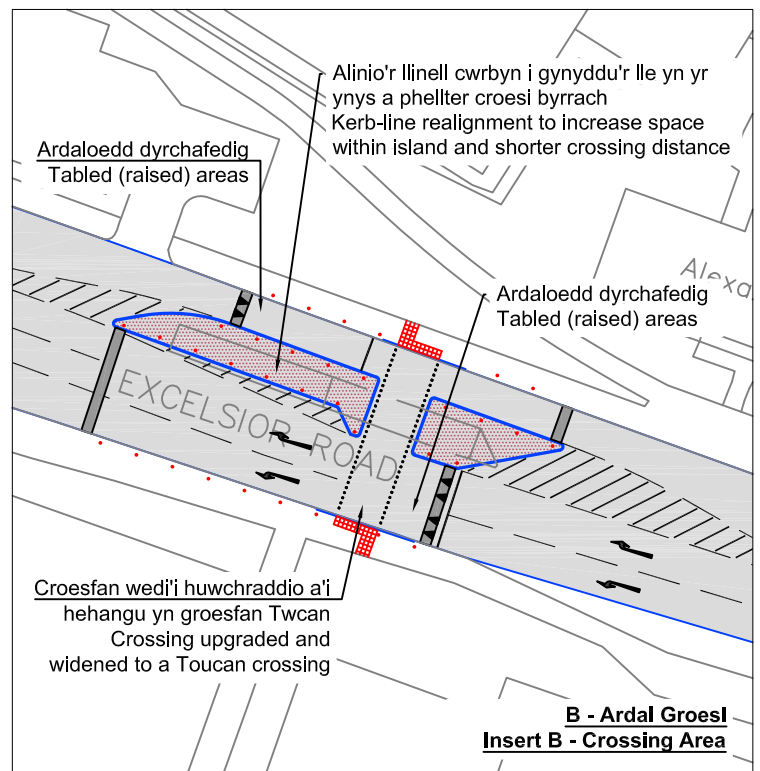 Alinio'r llinell cwrbyn i gynyddu'r lle yn yr
ynys a phellter croesi byrrach
Kerb-line realignment to increase space
within island and shorter crossing distance
Ardaloedd dyrchafedig
Tabled (raised) areas
Alexa
Ardaloedd dyrchafedig
Tabled (raised) areas
EXCELSIOR ROAD
Croesfan wedi'i huwchraddio a'i
hehangu yn groesfan Twcan
Crossing upgraded and
widened to a Toucan crossing
B - Ardal Groesl
Insert B - Crossing Area